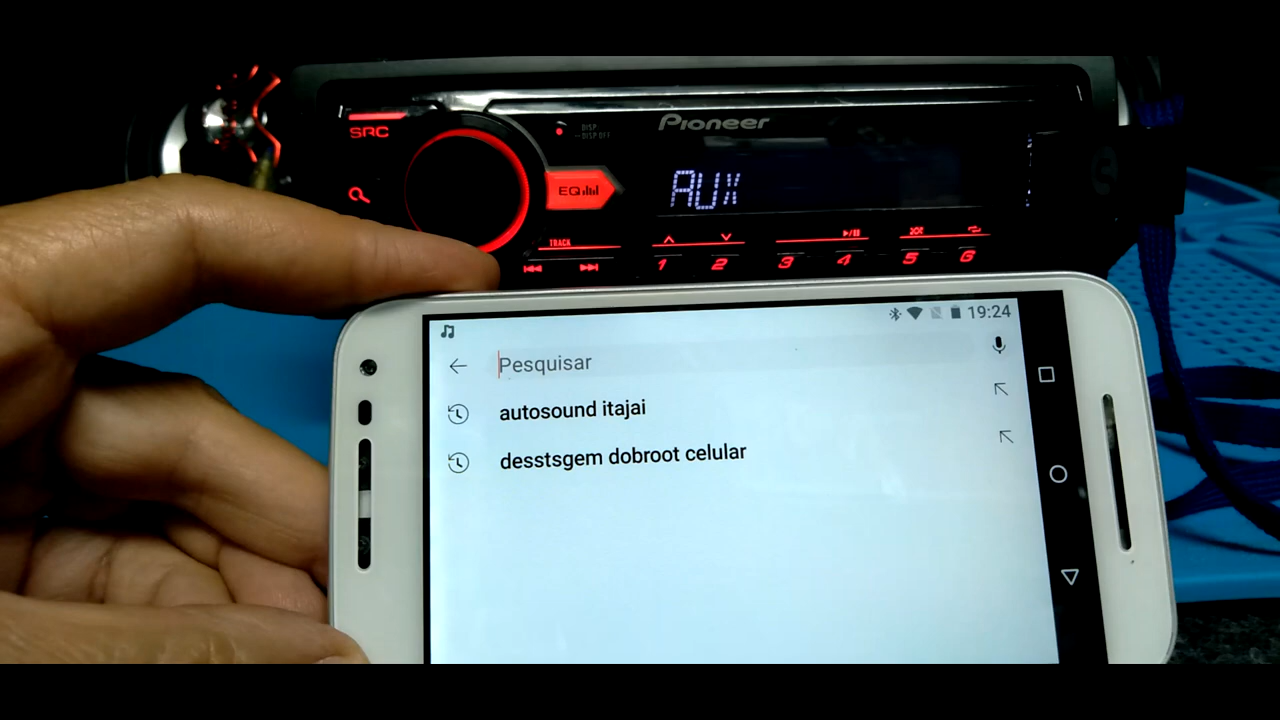 SRC
DISP
DISP OFF
PIONEER
EQ
AUX
TRACK
1 2 3 4 5 6
19:24
Pesquisar
autosound itajai
desstsgem dobroot celular